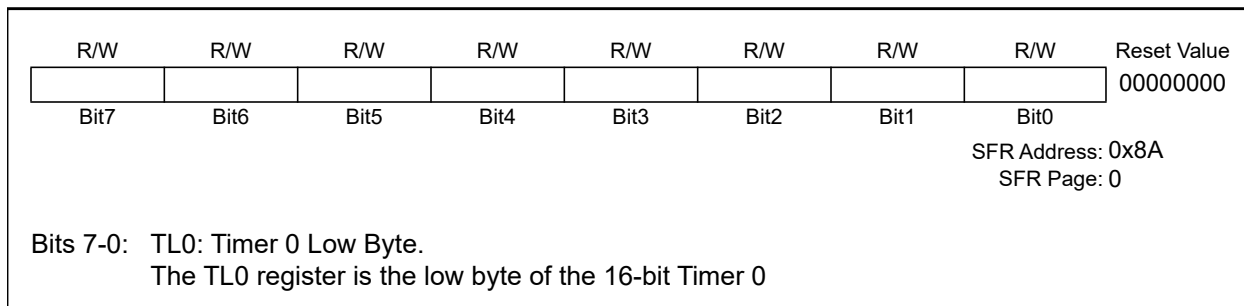 R/W R/W R/W R/W R/W R/W R/W R/W Reset Value
00000000
Bit7 Bit6 Bit5 Bit4 Bit3 Bit2 Bit1 Bit0
SFR Address: 0x8A
SFR Page: 0
Bits 7-0: TL0: Timer 0 Low Byte.
The TL0 register is the low byte of the 16-bit Timer 0